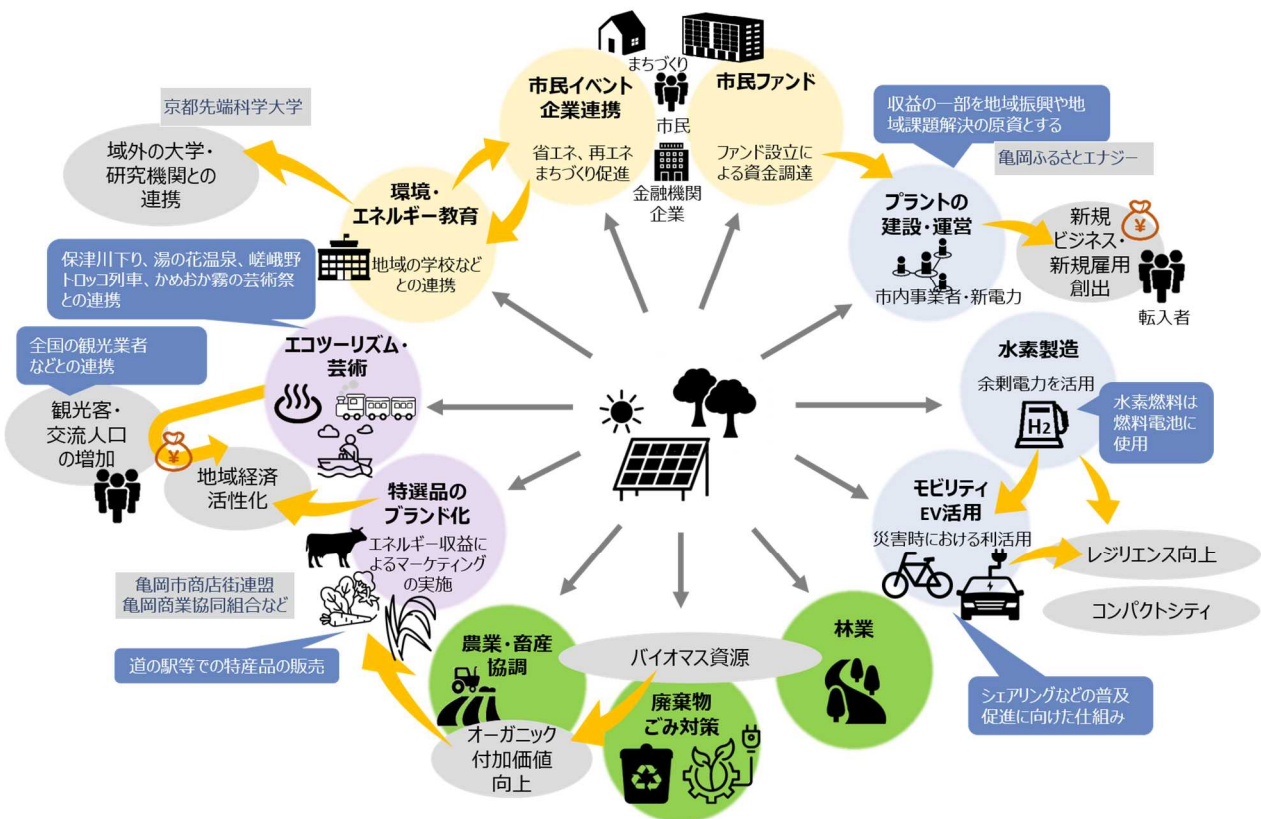 まちづくり
市民イベント
企業連携
市民
省エネ、再エネ
まちづくり促進
金融機関
企業
市民ファンド
ファンド設立によ
る資金調達
収益の一部を地域振興や地
域課題解決の原資とする
亀岡ふるさとエナジー
プラントの
建設・運営
市内事業者・新電力
新規
ビジネス・
新規雇用
創出
¥
転入者
京都先端科学大学
域外の大学・
研究機関との
連携
環境・
エネルギー教育
地域の学校など
との連携
保津川下り、湯の花温泉、嵯峨野
トロッコ列車、かめおか霧の芸術祭
との連携
エコツーリズム・
芸術
全国の観光業者
などとの連携
観光客・
交流人口
の増加
¥
地域経済
活性化
水素製造
余剰電力を活用
H2
水素燃料は
燃料電池に
使用
モビリティ
EV活用
災害時における利活用
レジリエンス向上
コンパクトシティ
シェアリングなどの普及
促進に向けた仕組み
特選品の
ブランド化
エネルギー収益に
よるマーケティング
の実施
亀岡市商店街連盟
亀岡商業協同組合など
道の駅等での特産品の販売
農業・畜産
協調
バイオマス資源
林業
廃棄物
ごみ対策
オーガニック
付加価値
向上